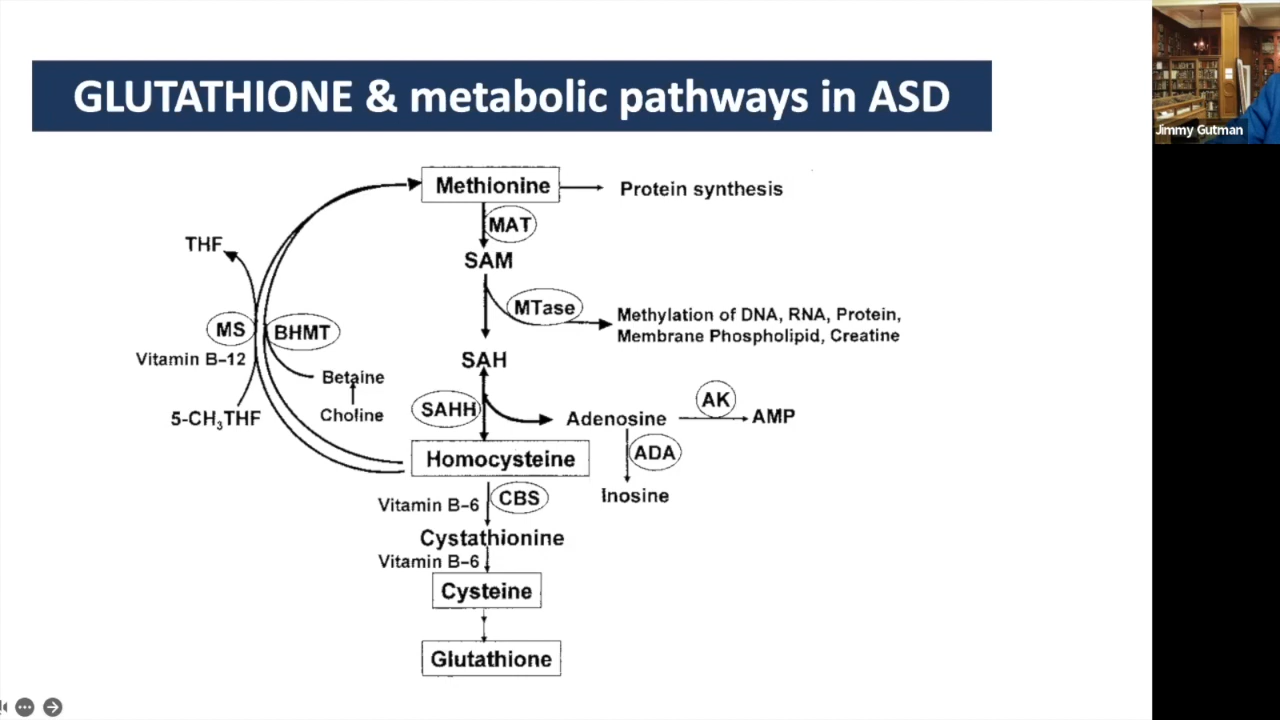 GLUTATHIONE & metabolic pathways in ASD
Jimmy Gutman
Methionine
Protein synthesis
MAT
THF
SAM
MTase
Methylation of DNA, RNA, Protein,
Membrane Phospholipid, Creatine
MS
BHMT
Vitamin B-12
SAH
Betaine
Choline
5-CH₃THF
SAHH
Adenosine
AK
AMP
ADA
Homocysteine
Inosine
Vitamin B-6
CBS
Cystathionine
Vitamin B-6
Cysteine
Glutathione